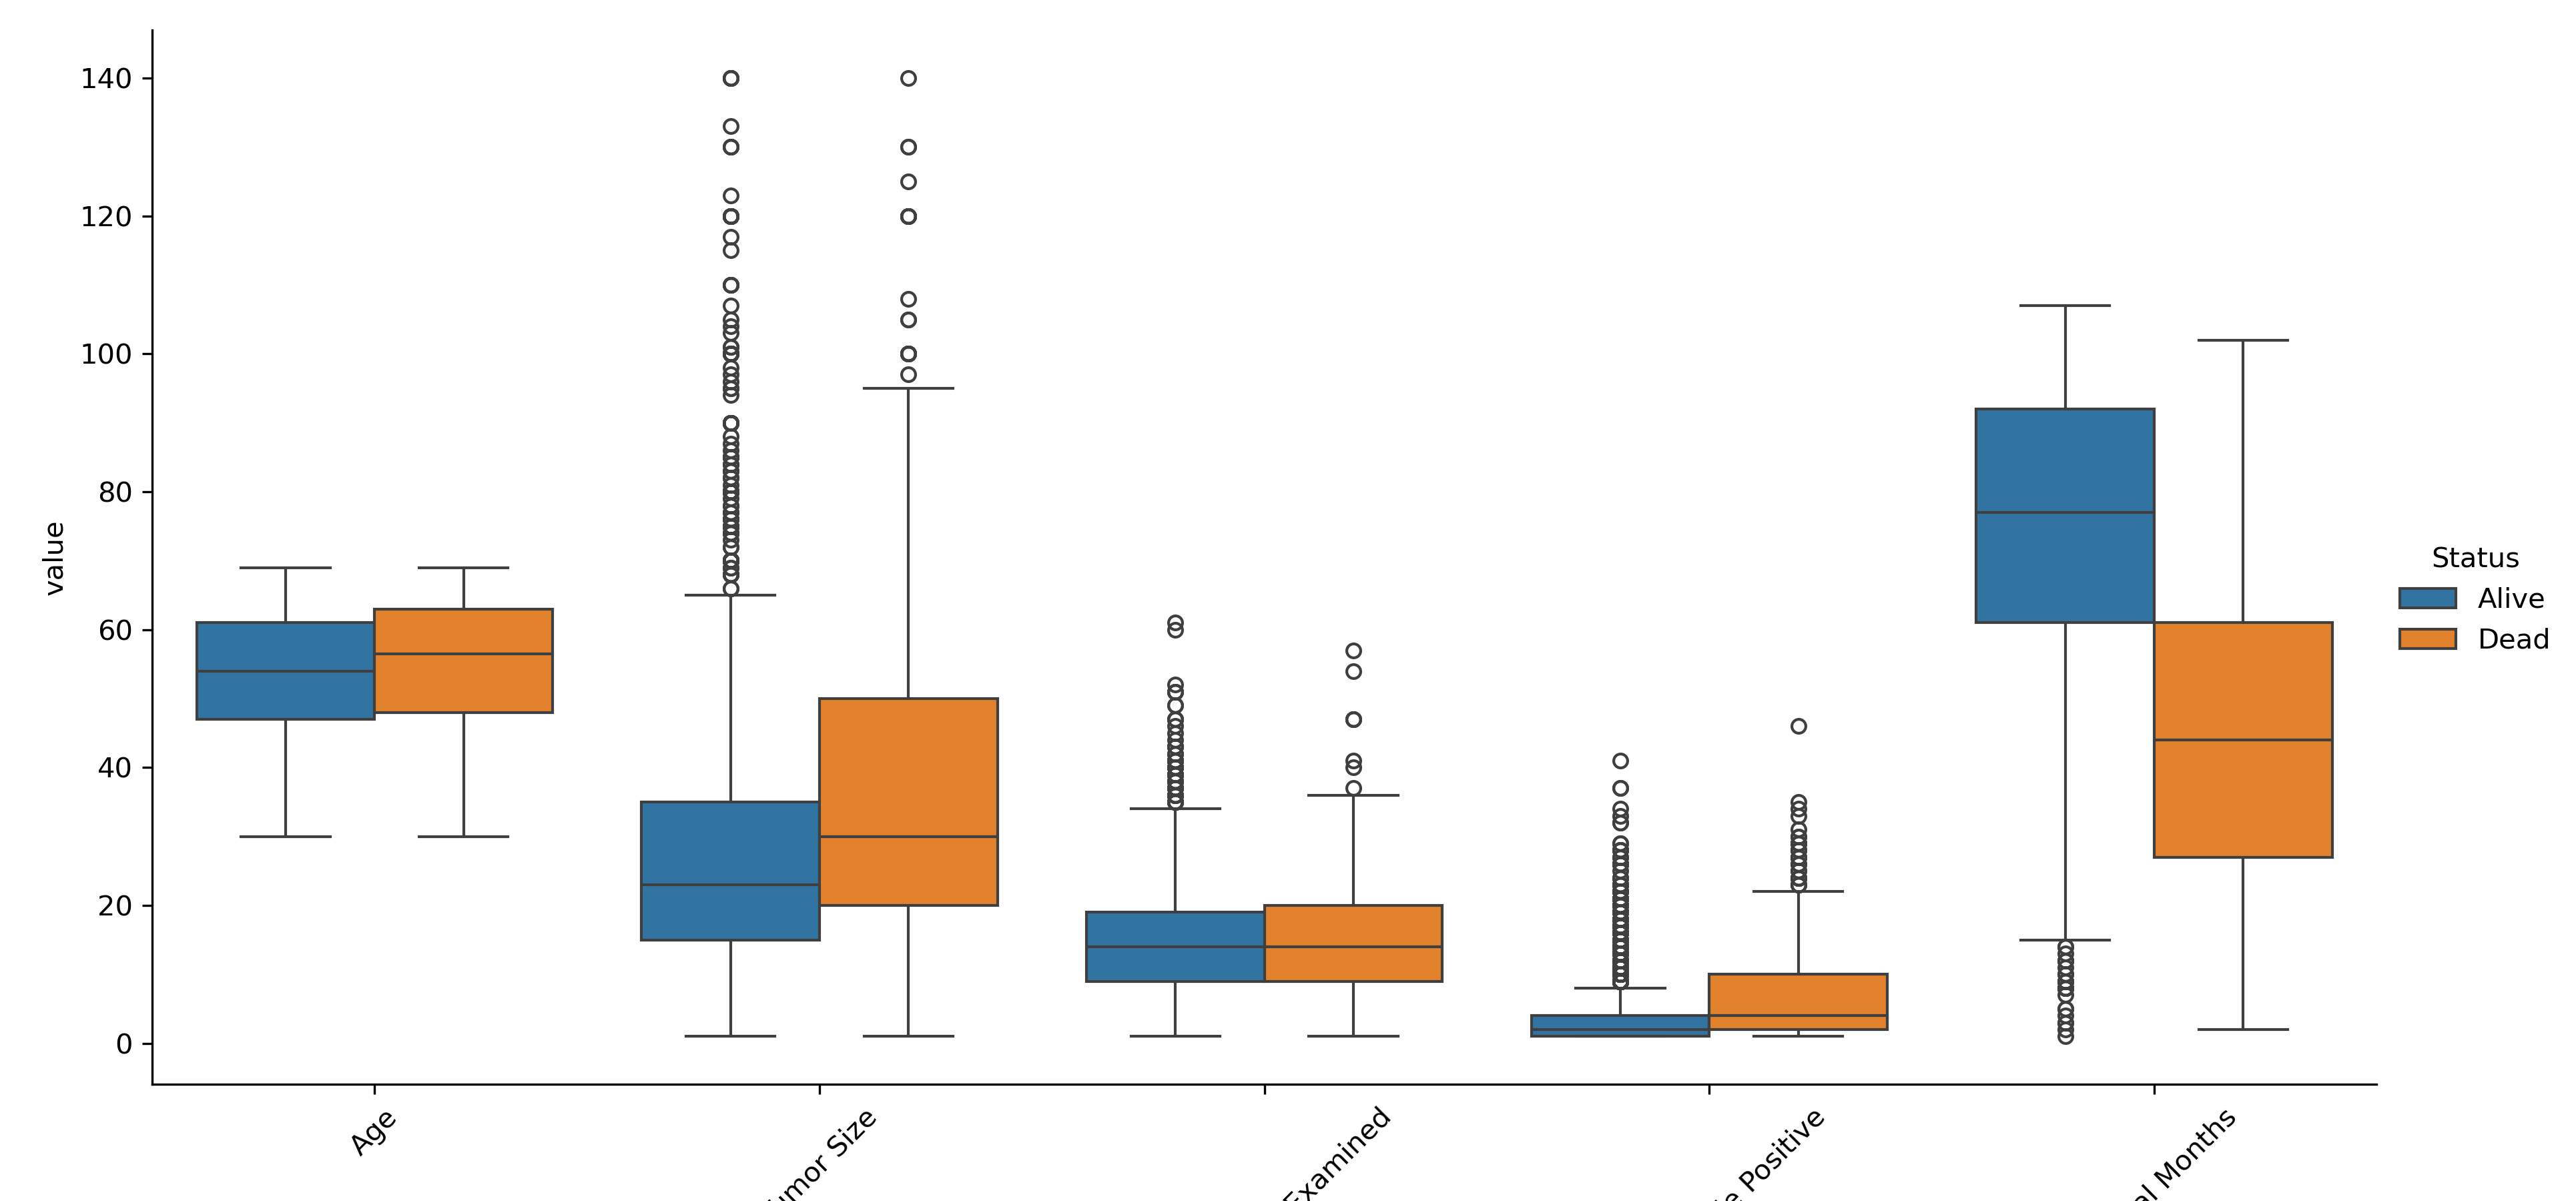 140
120
100
80
60
40
20
0
value
Age
umor Size
Examined
e Positive
al Months
Status
Alive
Dead